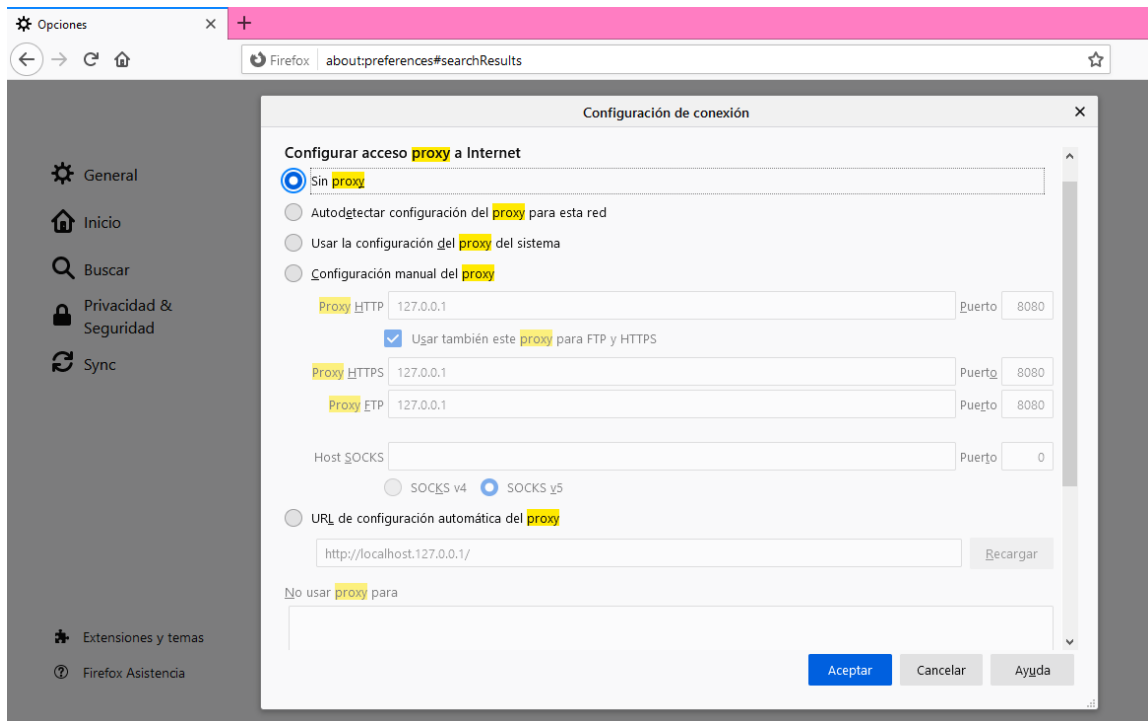 Opciones
Firefox about:preferences#searchResults
Configuración de conexión
General
Inicio
Buscar
Privacidad &
Seguridad
Sync
Extensiones y temas
Firefox Asistencia
Configurar acceso proxy a Internet
Sin proxy
Autodetectar configuración del proxy para esta red
Usar la configuración del proxy del sistema
Configuración manual del proxy
Proxy HTTP 127.0.0.1 Puerto 8080
Usar también este proxy para FTP y HTTPS
Proxy HTTPS 127.0.0.1 Puerto 8080
Proxy FTP 127.0.0.1 Puerto 8080
Host SOCKS Puerto 0
SOCKS v4 SOCKS v5
URL de configuración automática del proxy
http://localhost.127.0.0.1/ Recargar
No usar proxy para
Aceptar Cancelar Ayuda